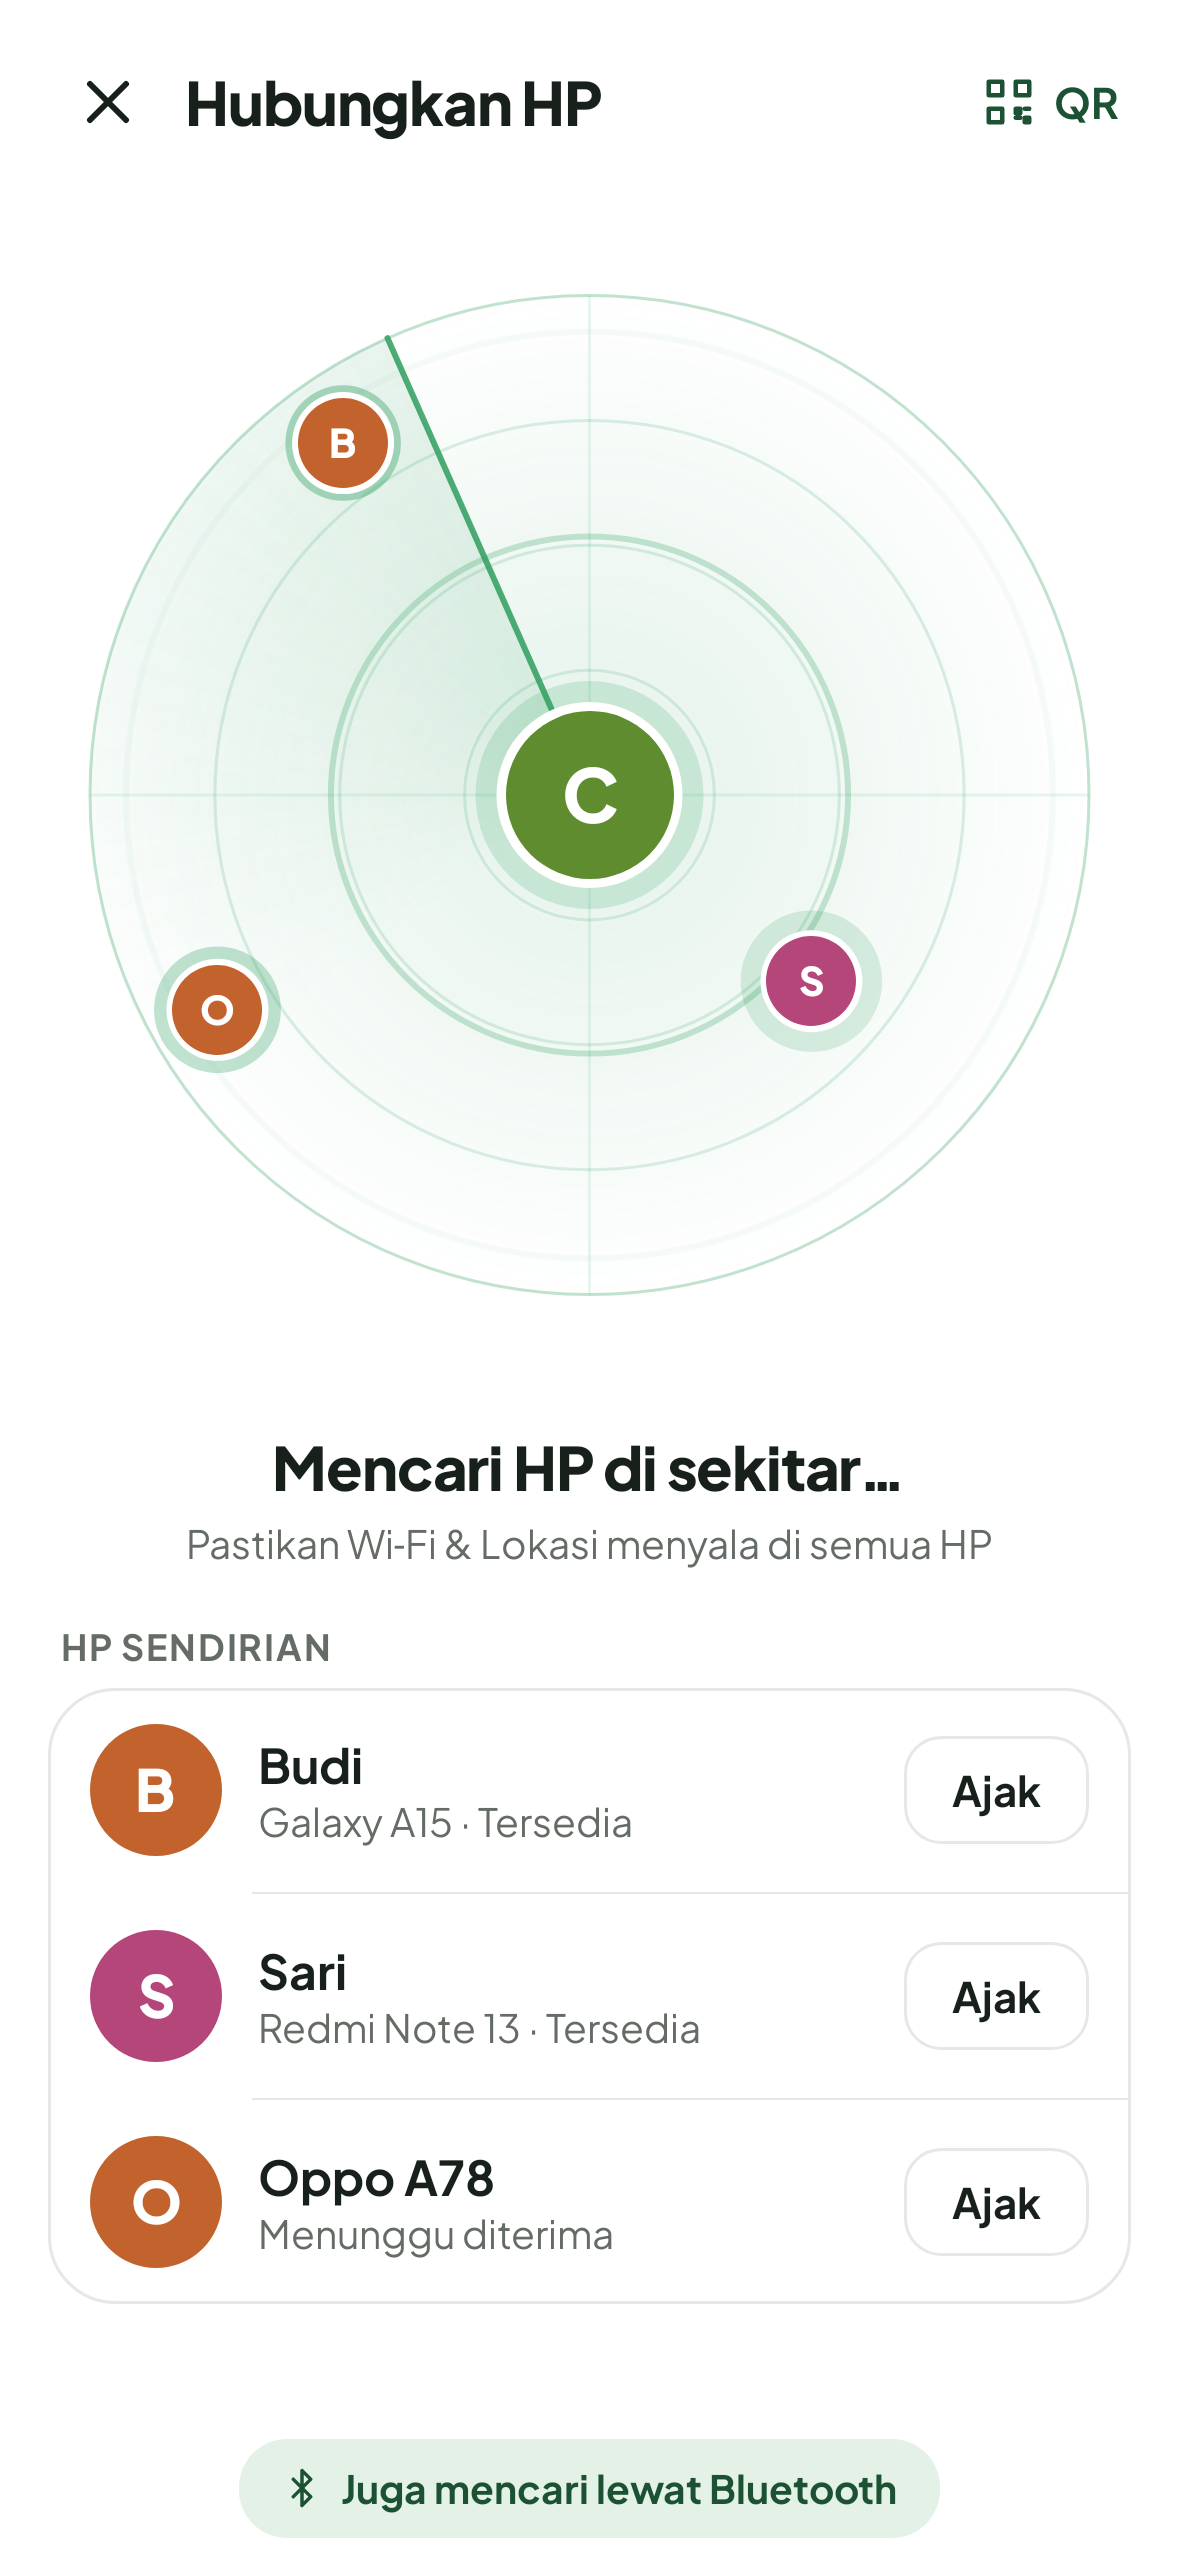 Hubungkan HP
QR
B
C
S
O
Mencari HP di sekitar…
Pastikan Wi-Fi & Lokasi menyala di semua HP
HP SENDIRIAN
B
Budi
Galaxy A15 · Tersedia
Ajak
S
Sari
Redmi Note 13 · Tersedia
Ajak
O
Oppo A78
Menunggu diterima
Ajak
Juga mencari lewat Bluetooth